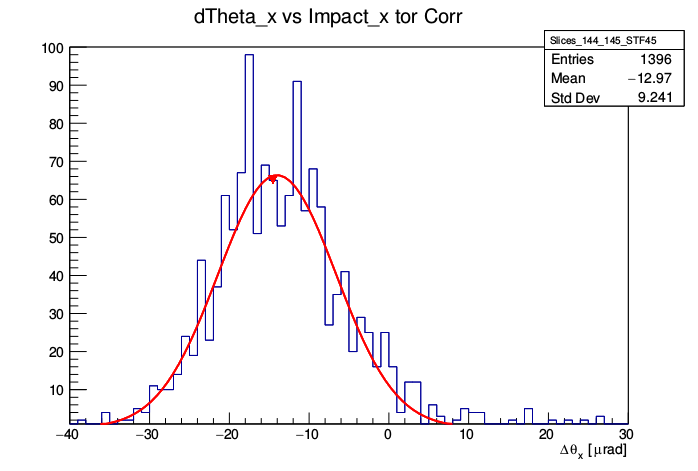 dTheta_x vs Impact_x tor Corr
Slices_144_145_STF45
Entries 1396
Mean −12.97
Std Dev 9.241
100
90
80
70
60
50
40
30
20
10
−40 −30 −20 −10 0 10 20 30
Δθx [μrad]